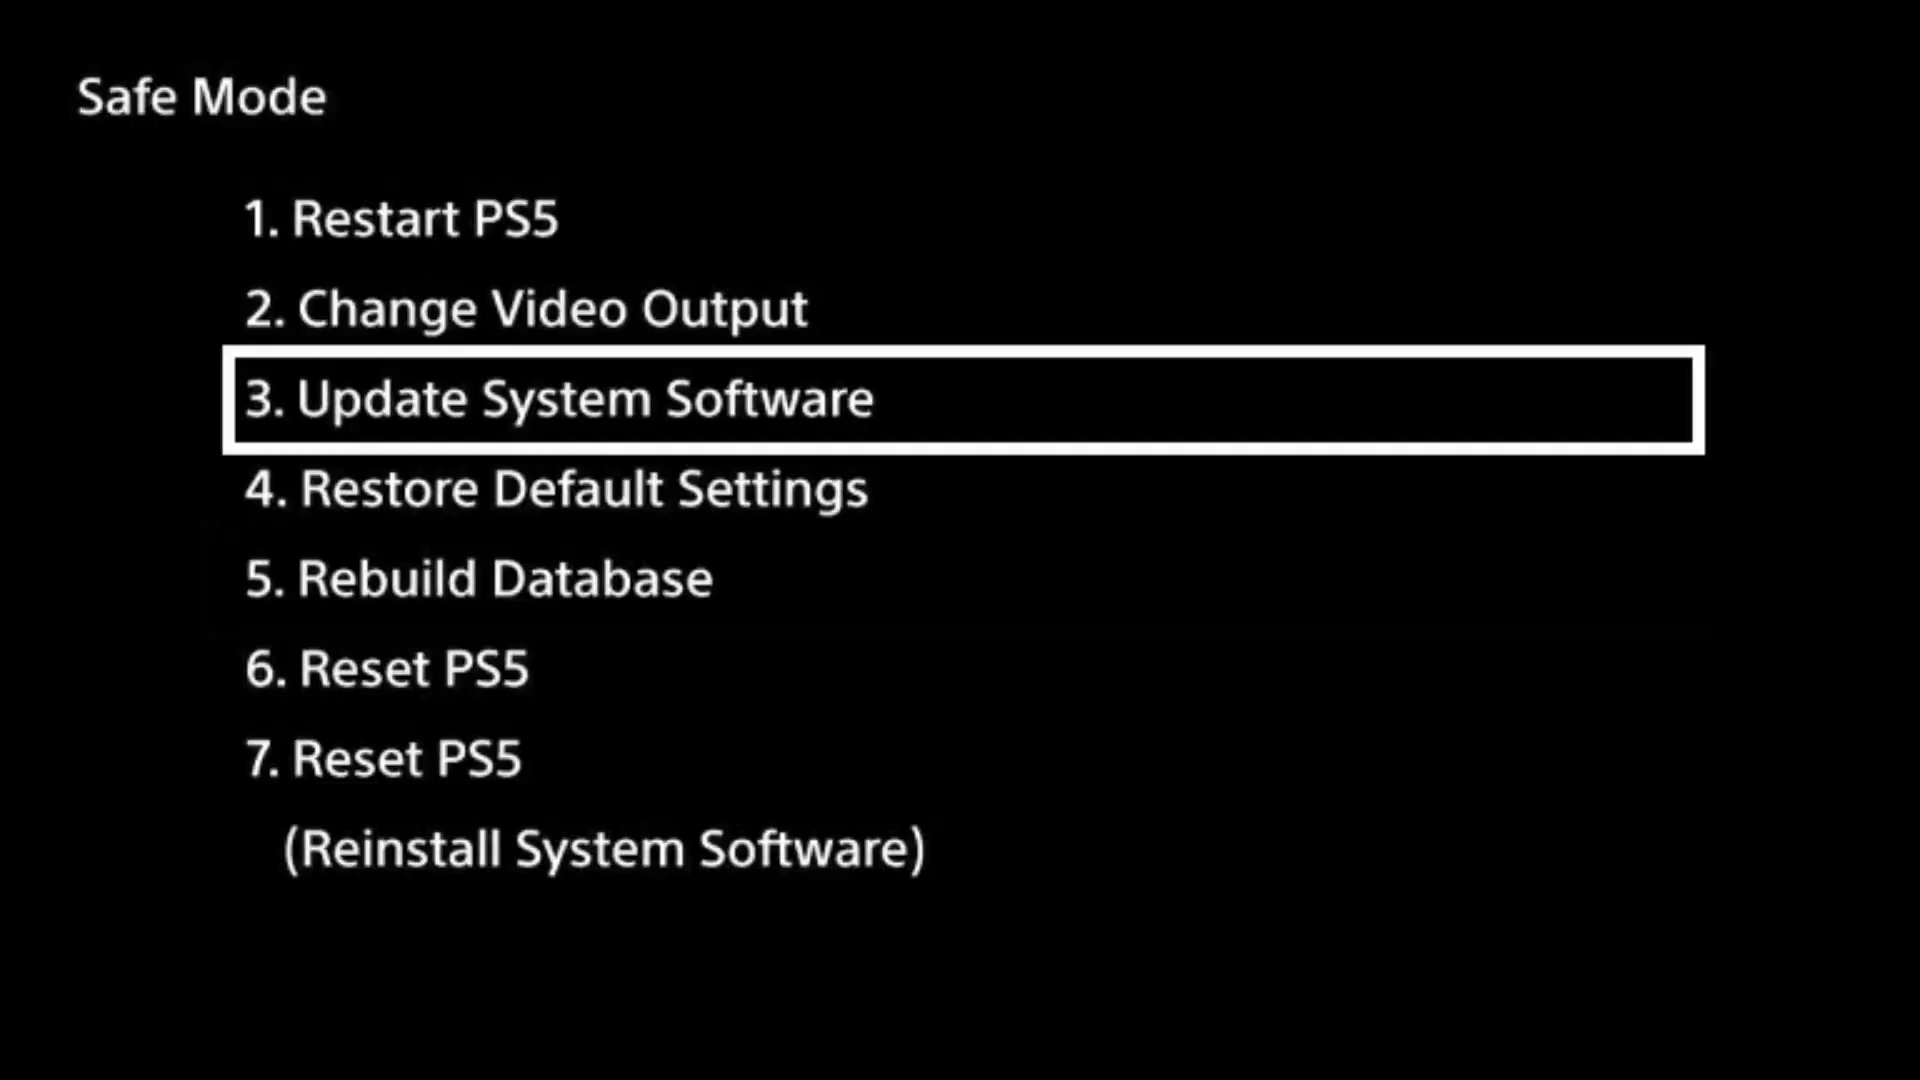 Safe Mode
1. Restart PS5
2. Change Video Output
3. Update System Software
4. Restore Default Settings
5. Rebuild Database
6. Reset PS5
7. Reset PS5
(Reinstall System Software)